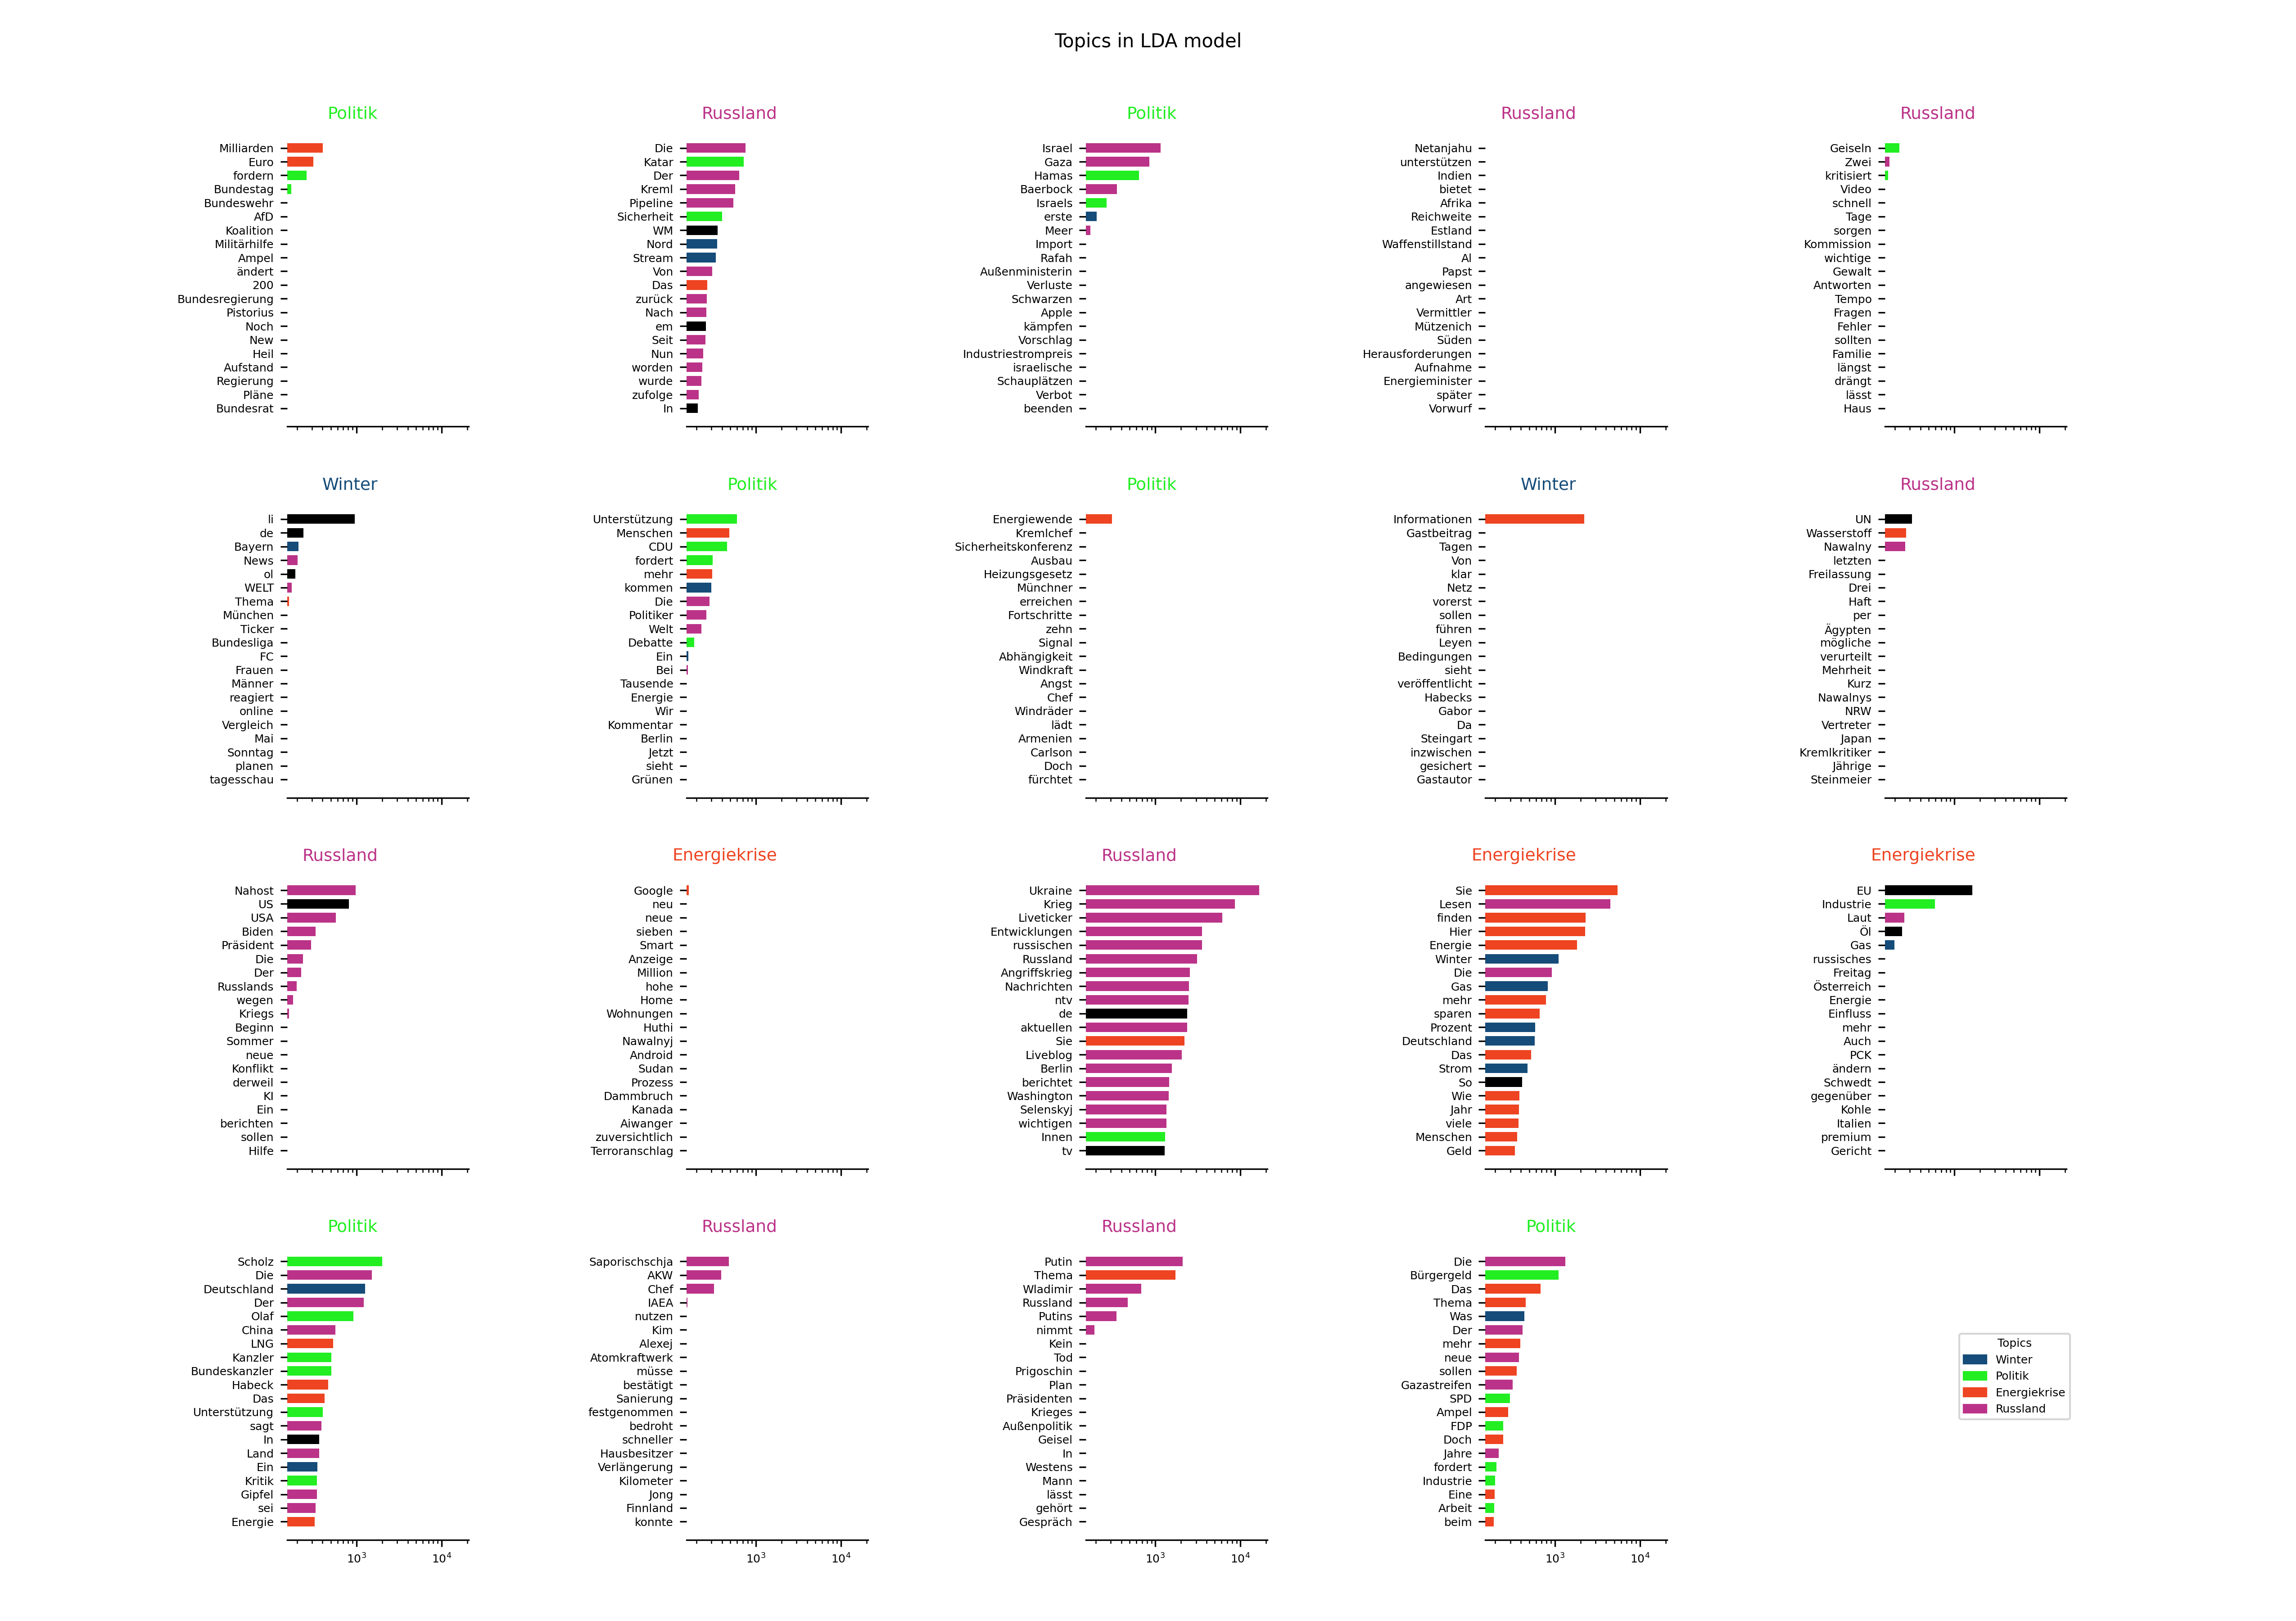 Topics in LDA model
Politik
Milliarden
Euro
fordern
Bundestag
Bundeswehr
AfD
Koalition
Militärhilfe
Ampel
ändert
200
Bundesregierung
Pistorius
Noch
New
Heil
Aufstand
Regierung
Pläne
Bundesrat
Russland
Die
Katar
Der
Kreml
Pipeline
Sicherheit
WM
Nord
Stream
Von
Das
zurück
Nach
em
Seit
Nun
worden
wurde
zufolge
In
Politik
Israel
Gaza
Hamas
Baerbock
Israels
erste
Meer
Import
Rafah
Außenministerin
Verluste
Schwarzen
Apple
kämpfen
Vorschlag
Industriestrompreis
israelische
Schauplätzen
Verbot
beenden
Russland
Netanjahu
unterstützen
Indien
bietet
Afrika
Reichweite
Estland
Waffenstillstand
Al
Papst
angewiesen
Art
Vermittler
Mützenich
Süden
Herausforderungen
Aufnahme
Energieminister
später
Vorwurf
Russland
Geiseln
Zwei
kritisiert
Video
schnell
Tage
sorgen
Kommission
wichtige
Gewalt
Antworten
Tempo
Fragen
Fehler
sollten
Familie
längst
drängt
lässt
Haus
Winter
li
de
Bayern
News
ol
WELT
Thema
München
Ticker
Bundesliga
FC
Frauen
Männer
reagiert
online
Vergleich
Mai
Sonntag
planen
tagesschau
Politik
Unterstützung
Menschen
CDU
fordert
mehr
kommen
Die
Politiker
Welt
Debatte
Ein
Bei
Tausende
Energie
Wir
Kommentar
Berlin
Jetzt
sieht
Grünen
Politik
Energiewende
Kremlchef
Sicherheitskonferenz
Ausbau
Heizungsgesetz
Münchner
erreichen
Fortschritte
zehn
Signal
Abhängigkeit
Windkraft
Angst
Chef
Windräder
lädt
Armenien
Carlson
Doch
fürchtet
Winter
Informationen
Gastbeitrag
Tagen
Von
klar
Netz
vorerst
sollen
führen
Leyen
Bedingungen
sieht
veröffentlicht
Habecks
Gabor
Da
Steingart
inzwischen
gesichert
Gastautor
Russland
UN
Wasserstoff
Nawalny
letzten
Freilassung
Drei
Haft
per
Ägypten
mögliche
verurteilt
Mehrheit
Kurz
Nawalnys
NRW
Vertreter
Japan
Kremlkritiker
Jährige
Steinmeier
Russland
Nahost
US
USA
Biden
Präsident
Die
Der
Russlands
wegen
Kriegs
Beginn
Sommer
neue
Konflikt
derweil
KI
Ein
berichten
sollen
Hilfe
Energiekrise
Google
neu
neue
sieben
Smart
Anzeige
Million
hohe
Home
Wohnungen
Huthi
Nawalnyj
Android
Sudan
Prozess
Dammbruch
Kanada
Aiwanger
zuversichtlich
Terroranschlag
Russland
Ukraine
Krieg
Liveticker
Entwicklungen
russischen
Russland
Angriffskrieg
Nachrichten
ntv
de
aktuellen
Sie
Liveblog
Berlin
berichtet
Washington
Selenskyj
wichtigen
Innen
tv
Energiekrise
Sie
Lesen
finden
Hier
Energie
Winter
Die
Gas
mehr
sparen
Prozent
Deutschland
Das
Strom
So
Wie
Jahr
viele
Menschen
Geld
Energiekrise
EU
Industrie
Laut
Öl
Gas
russisches
Freitag
Österreich
Energie
Einfluss
mehr
Auch
PCK
ändern
Schwedt
gegenüber
Kohle
Italien
premium
Gericht
Politik
Scholz
Die
Deutschland
Der
Olaf
China
LNG
Kanzler
Bundeskanzler
Habeck
Das
Unterstützung
sagt
In
Land
Ein
Kritik
Gipfel
sei
Energie
10³ 10⁴
Russland
Saporischschja
AKW
Chef
IAEA
nutzen
Kim
Alexej
Atomkraftwerk
müsse
bestätigt
Sanierung
festgenommen
bedroht
schneller
Hausbesitzer
Verlängerung
Kilometer
Jong
Finnland
konnte
10³ 10⁴
Russland
Putin
Thema
Wladimir
Russland
Putins
nimmt
Kein
Tod
Prigoschin
Plan
Präsidenten
Krieges
Außenpolitik
Geisel
In
Westens
Mann
lässt
gehört
Gespräch
10³ 10⁴
Politik
Die
Bürgergeld
Das
Thema
Was
Der
mehr
neue
sollen
Gazastreifen
SPD
Ampel
FDP
Doch
Jahre
fordert
Industrie
Eine
Arbeit
beim
10³ 10⁴
Topics
Winter
Politik
Energiekrise
Russland